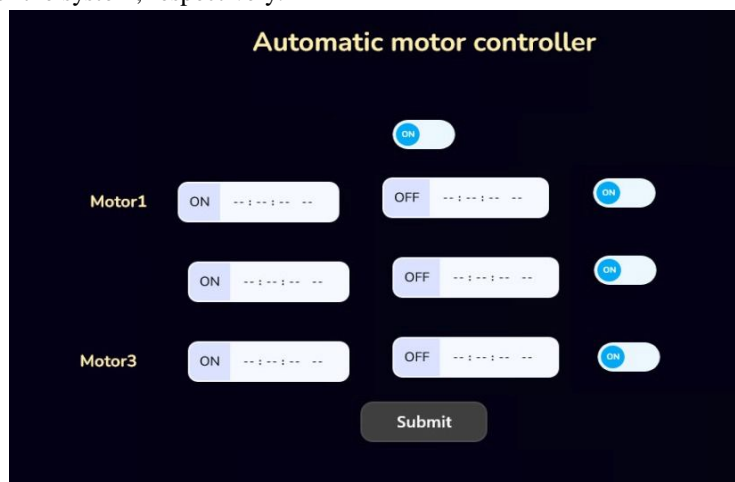 Automatic motor controller
ON
Motor1 ON --:--:-- -- OFF --:--:-- -- ON
ON --:--:-- -- OFF --:--:-- -- ON
Motor3 ON --:--:-- -- OFF --:--:-- -- ON
Submit